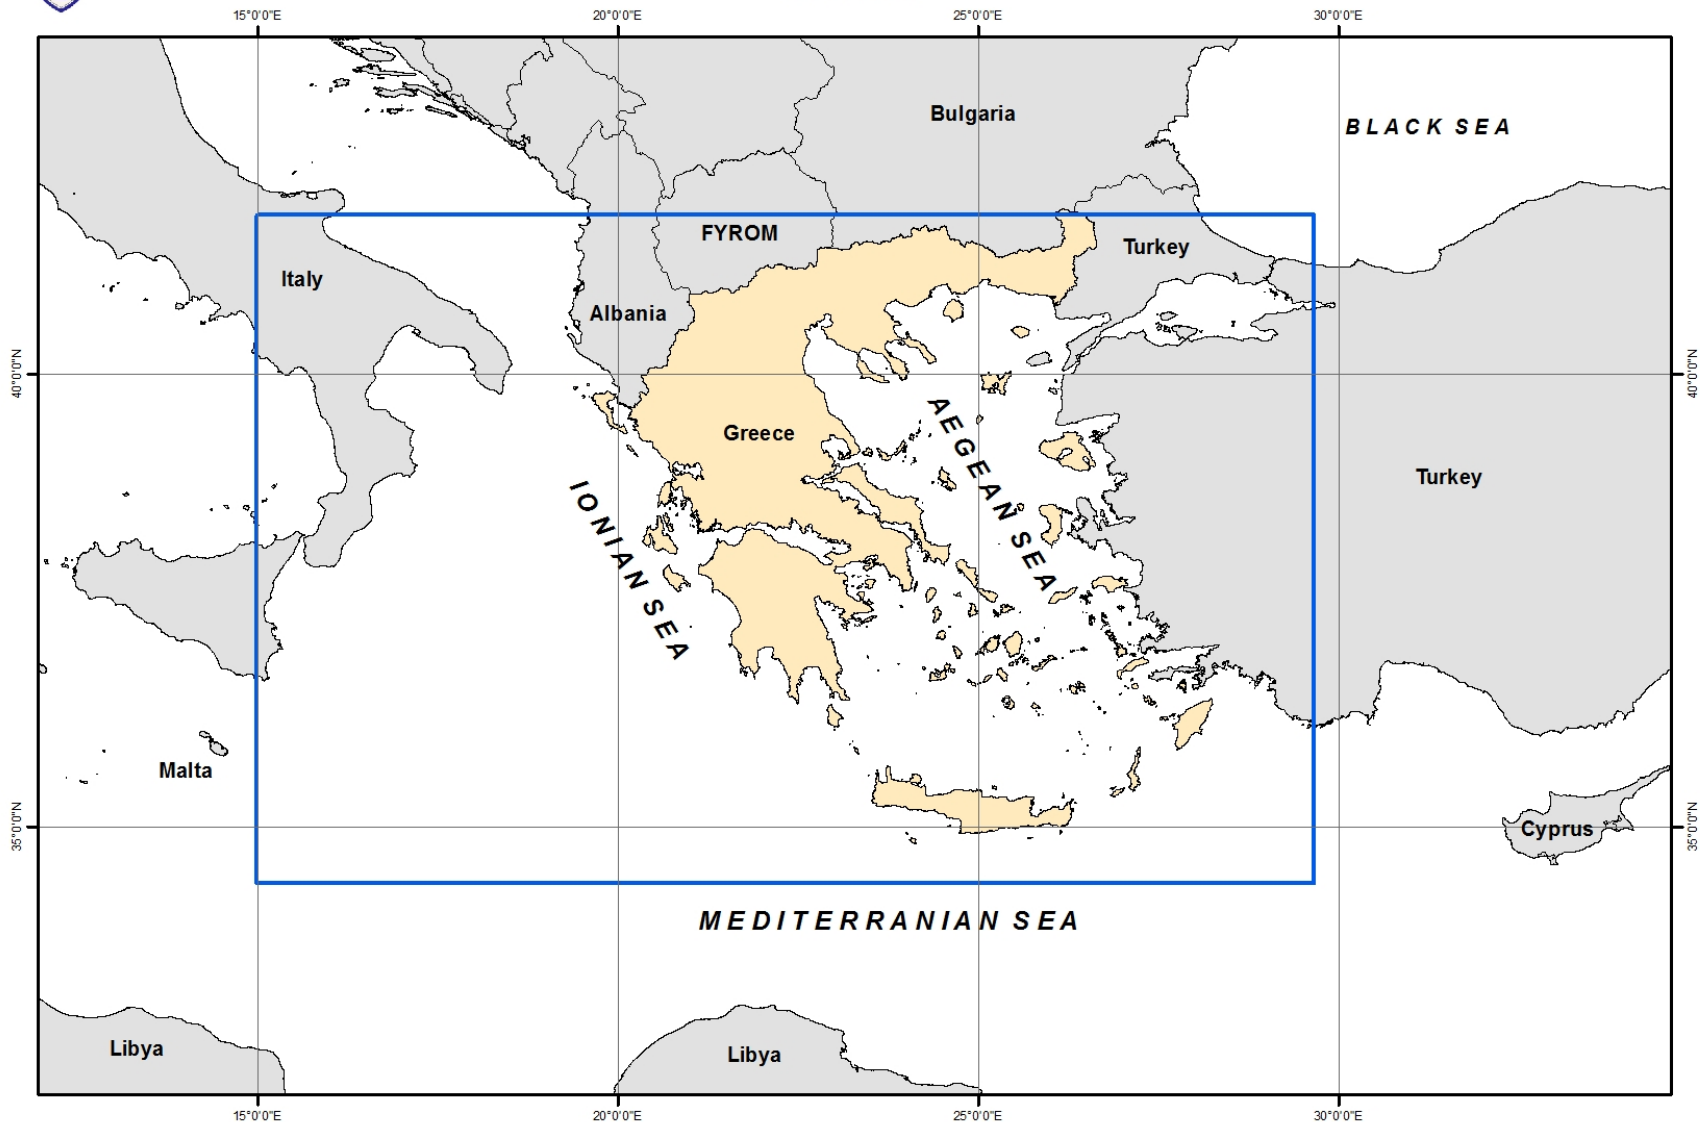 15°0'0"E 20°0'0"E 25°0'0"E 30°0'0"E
Bulgaria
BLACK SEA
FYROM
Turkey
Italy
Albania
40°0'0"N
40°0'0"N
AEGEAN SEA
Greece
Turkey
IONIAN SEA
Malta
35°0'0"N
Cyprus
35°0'0"N
MEDITERRANIAN SEA
Libya
Libya
15°0'0"E 20°0'0"E 25°0'0"E 30°0'0"E